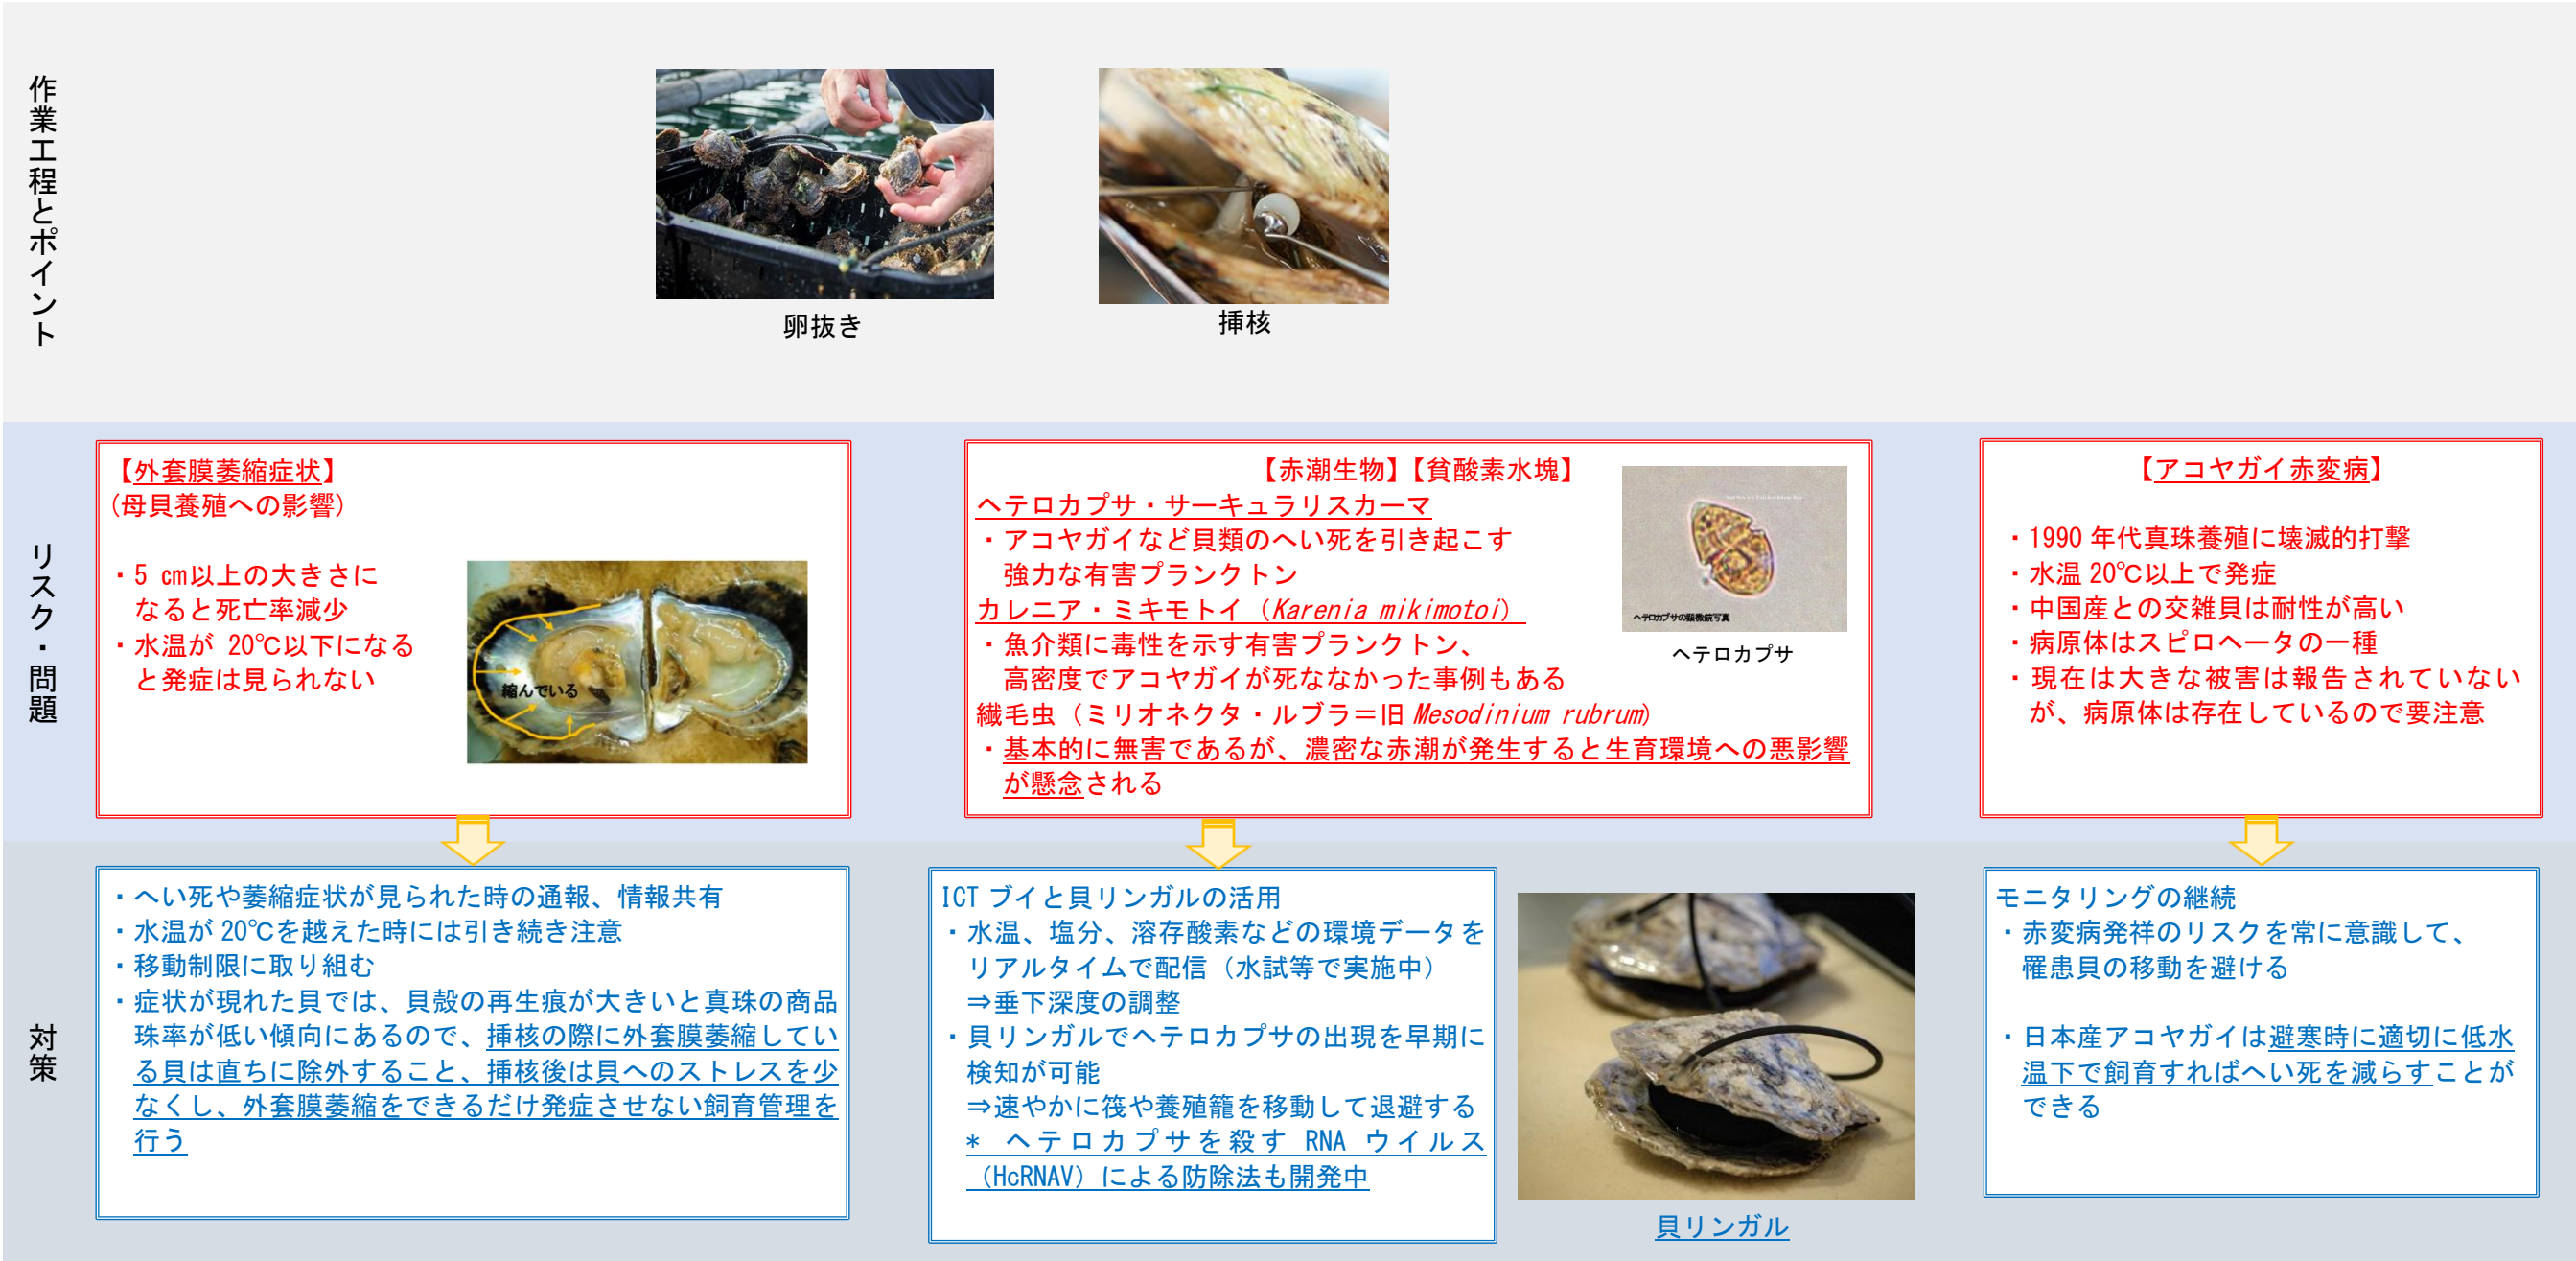 作業工程とポイント
卵抜き
挿核
リスク・問題
【外套膜萎縮症状】
(母貝養殖への影響)
・5 cm以上の大きさに
なると死亡率減少
・水温が 20℃以下になる
と発症は見られない
縮んでいる
【赤潮生物】【貧酸素水塊】
ヘテロカプサ・サーキュラリスカーマ
・アコヤガイなど貝類のへい死を引き起こす
強力な有害プランクトン
カレニア・ミキモトイ（Karenia mikimotoi）
・魚介類に毒性を示す有害プランクトン、
高密度でアコヤガイが死ななかった事例もある
繊毛虫（ミリオネクタ・ルブラ＝旧 Mesodinium rubrum）
・基本的に無害であるが、濃密な赤潮が発生すると生育環境への悪影響
が懸念される
ヘテロカプサの顕微鏡写真
ヘテロカプサ
【アコヤガイ赤変病】
・1990 年代真珠養殖に壊滅的打撃
・水温 20℃以上で発症
・中国産との交雑貝は耐性が高い
・病原体はスピロヘータの一種
・現在は大きな被害は報告されていない
が、病原体は存在しているので要注意
対策
・へい死や萎縮症状が見られた時の通報、情報共有
・水温が 20℃を越えた時には引き続き注意
・移動制限に取り組む
・症状が現れた貝では、貝殻の再生痕が大きいと真珠の商品
珠率が低い傾向にあるので、挿核の際に外套膜萎縮してい
る貝は直ちに除外すること、挿核後は貝へのストレスを少
なくし、外套膜萎縮をできるだけ発症させない飼育管理を
行う
ICT ブイと貝リンガルの活用
・水温、塩分、溶存酸素などの環境データを
リアルタイムで配信（水試等で実施中）
⇒垂下深度の調整
・貝リンガルでヘテロカプサの出現を早期に
検知が可能
⇒速やかに筏や養殖籠を移動して退避する
* ヘテロカプサを殺す RNA ウイルス
（HcRNAV）による防除法も開発中
貝リンガル
モニタリングの継続
・赤変病発祥のリスクを常に意識して、
罹患貝の移動を避ける
・日本産アコヤガイは避寒時に適切に低水
温下で飼育すればへい死を減らすことが
できる